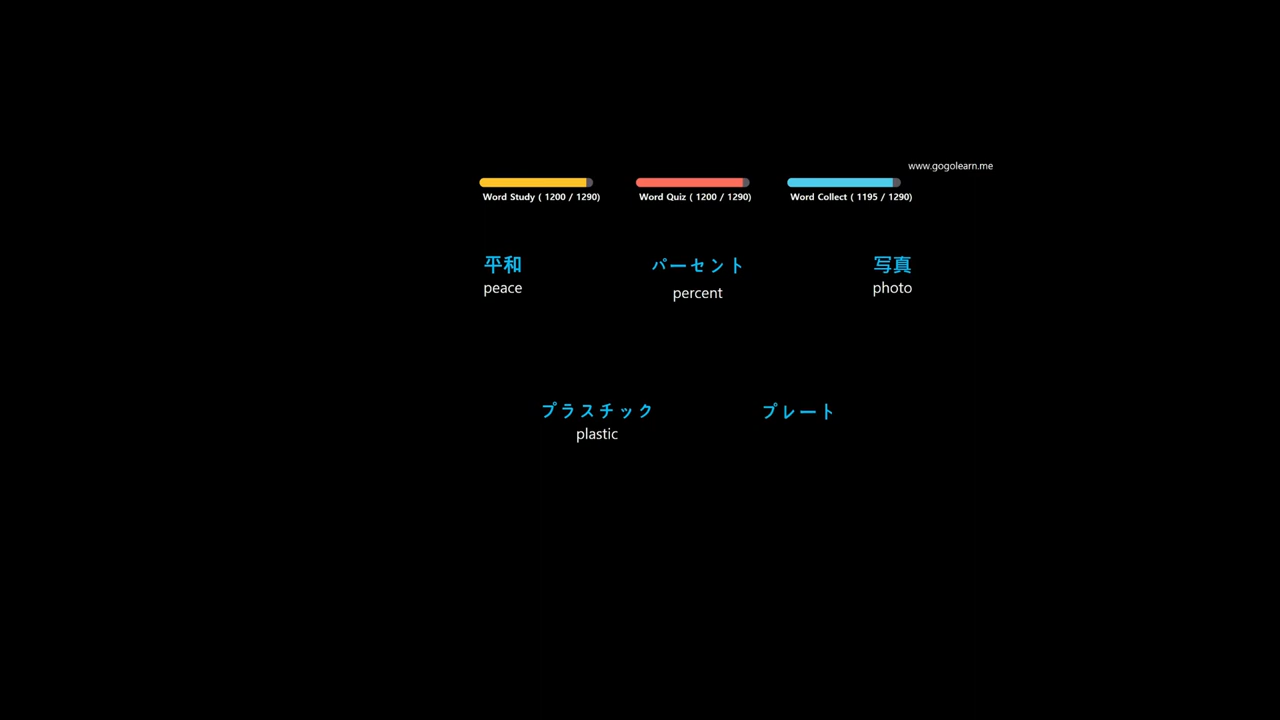 www.gogolearn.me
Word Study ( 1200 / 1290)
Word Quiz ( 1200 / 1290)
Word Collect ( 1195 / 1290)
平和
peace
パーセント
percent
写真
photo
プラスチック
plastic
プレート